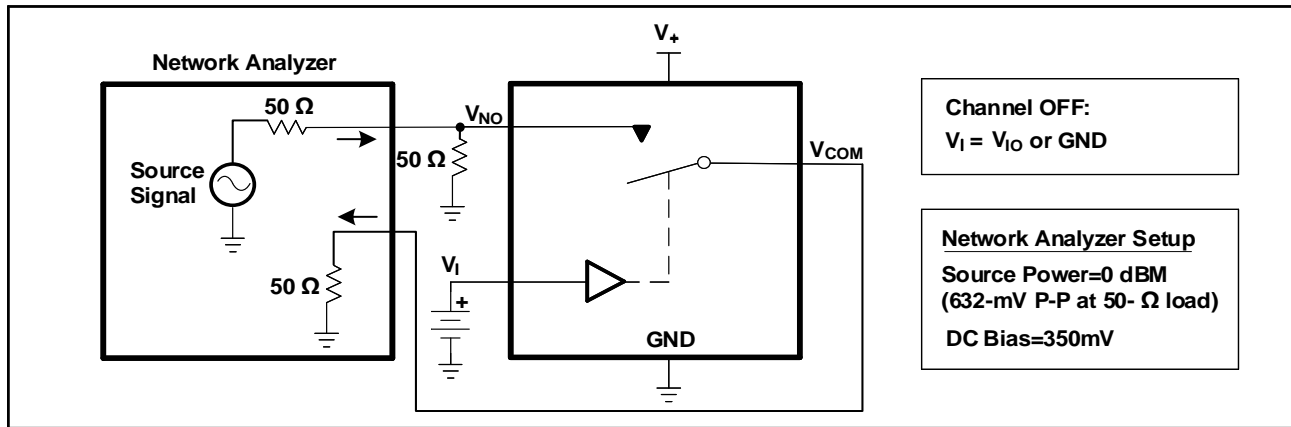 V+
Network Analyzer
50 Ω
VNO
50 Ω
Source
Signal
50 Ω
VI
+
VCOM
GND
Channel OFF:
VI = VIO or GND
Network Analyzer Setup
Source Power=0 dBM
(632-mV P-P at 50- Ω load)
DC Bias=350mV